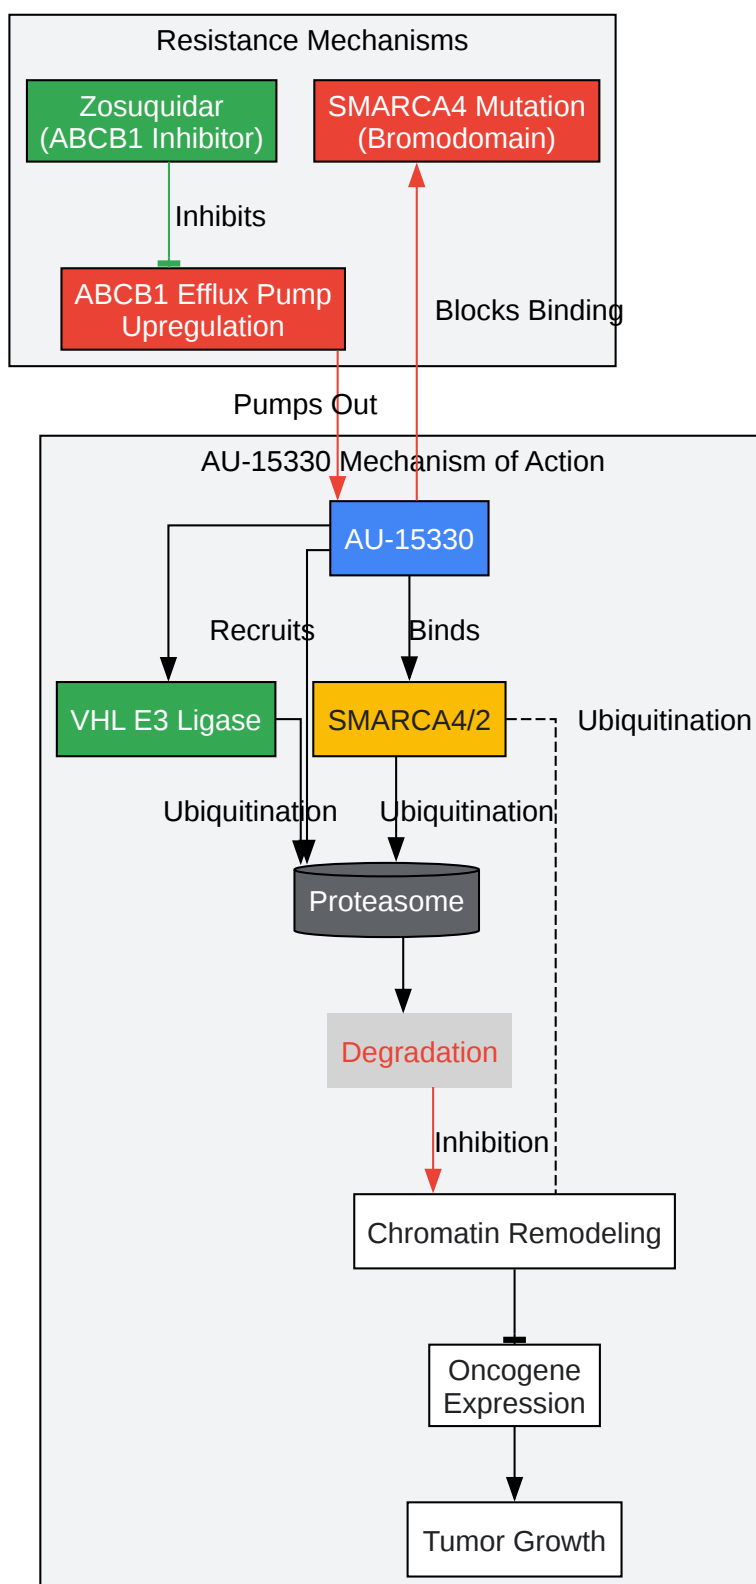 Resistance Mechanisms
Zosuquidar
(ABCB1 Inhibitor)
SMARCA4 Mutation
(Bromodomain)
Inhibits
ABCB1 Efflux Pump
Upregulation
Blocks Binding
Pumps Out
AU-15330 Mechanism of Action
AU-15330
Recruits
Binds
VHL E3 Ligase
SMARCA4/2
Ubiquitination
Ubiquitination
Ubiquitination
Proteasome
Degradation
Inhibition
Chromatin Remodeling
Oncogene
Expression
Tumor Growth